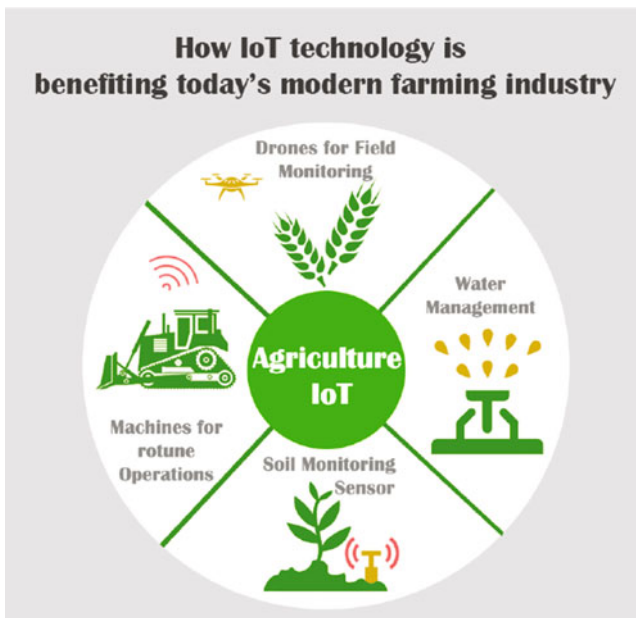 How IoT technology is
benefiting today's modern farming industry
Drones for Field
Monitoring
Water
Management
Agriculture
IoT
Machines for
rotune
Operations
Soil Monitoring
Sensor